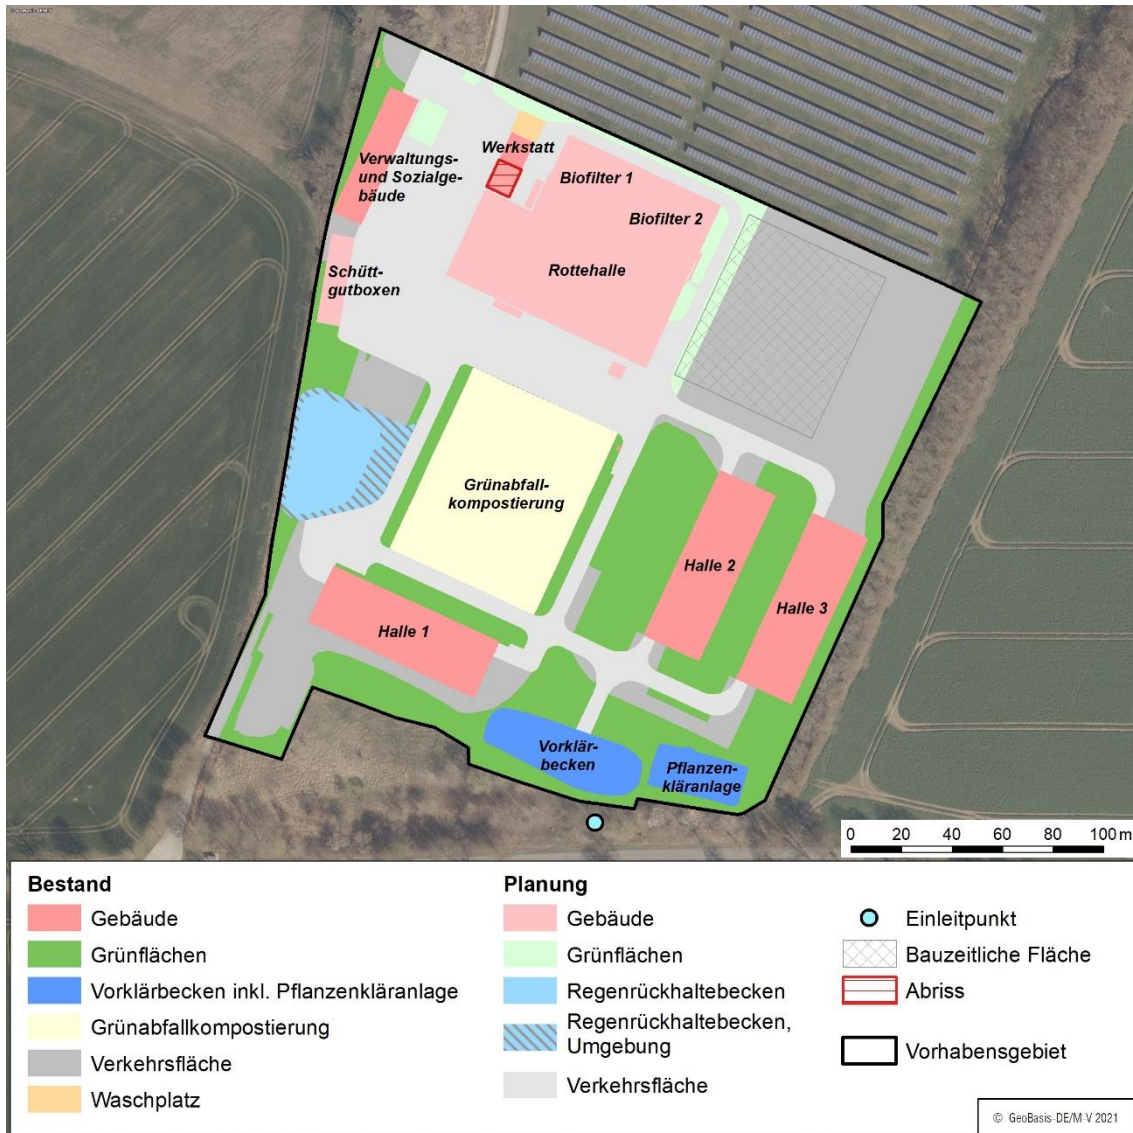 Werkstatt
Verwaltungs-
und Sozialge-
bäude
Biofilter 1
Biofilter 2
Rottehalle
Schütt-
gutboxen
Grünabfall-
kompostierung
Halle 2
Halle 3
Halle 1
Vorklär-
becken
Pflanzen-
kläranlage
0 20 40 60 80 100 m
Bestand
Gebäude
Grünflächen
Vorklärbecken inkl. Pflanzenkläranlage
Grünabfallkompostierung
Verkehrsfläche
Waschplatz
Planung
Gebäude
Grünflächen
Regenrückhaltebecken
Regenrückhaltebecken,
Umgebung
Verkehrsfläche
Einleitpunkt
Bauzeitliche Fläche
Abriss
Vorhabensgebiet
© GeoBasis-DE/M-V 2021